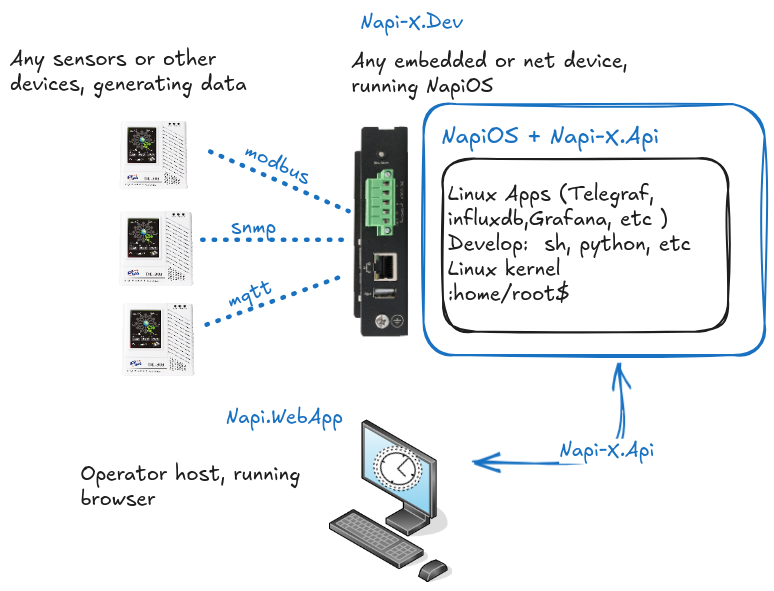 Napi-X.Dev
Any sensors or other
devices, generating data
Any embedded or net device,
running NapiOS
NapiOS + Napi-X.Api
Linux Apps (Telegraf,
influxdb,Grafana, etc )
Develop:  sh, python, etc
Linux kernel
:home/root$
modbus
snmp
mqtt
Napi.WebApp
Napi-X.Api
Operator host, running
browser